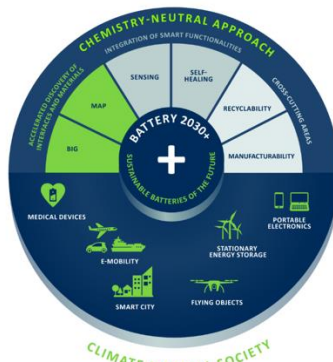 CHEMISTRY-NEUTRAL APPROACH
INTEGRATION OF SMART FUNCTIONALITIES
ACCELERATED DISCOVERY OF
INTERFACES AND MATERIALS
CROSS-CUTTING AREAS
BIG
MAP
SENSING
SELF-
HEALING
RECYCLABILITY
MANUFACTURABILITY
BATTERY 2030+
SUSTAINABLE BATTERIES OF THE FUTURE
MEDICAL DEVICES
PORTABLE
ELECTRONICS
E-MOBILITY
STATIONARY
ENERGY STORAGE
SMART CITY
FLYING OBJECTS
CLIMATE
SOCIETY